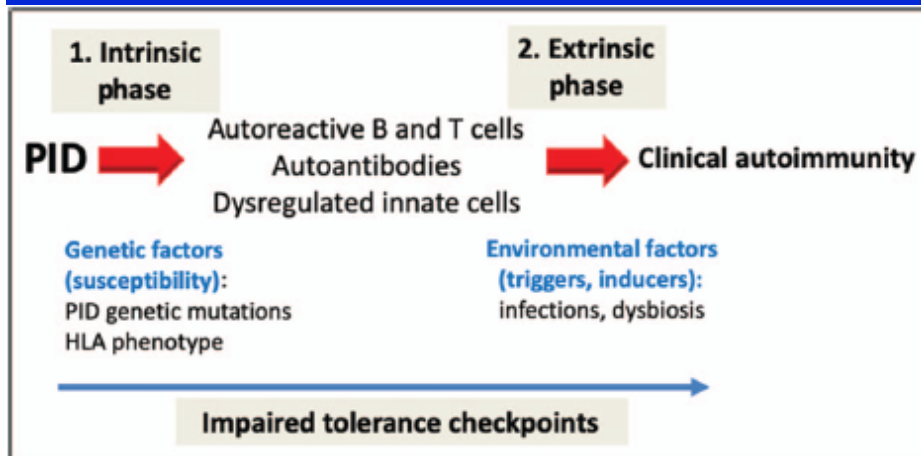 1. Intrinsic
phase
2. Extrinsic
phase
PID
Autoreactive B and T cells
Autoantibodies
Dysregulated innate cells
Clinical autoimmunity
Genetic factors
(susceptibility):
PID genetic mutations
HLA phenotype
Environmental factors
(triggers, inducers):
infections, dysbiosis
Impaired tolerance checkpoints